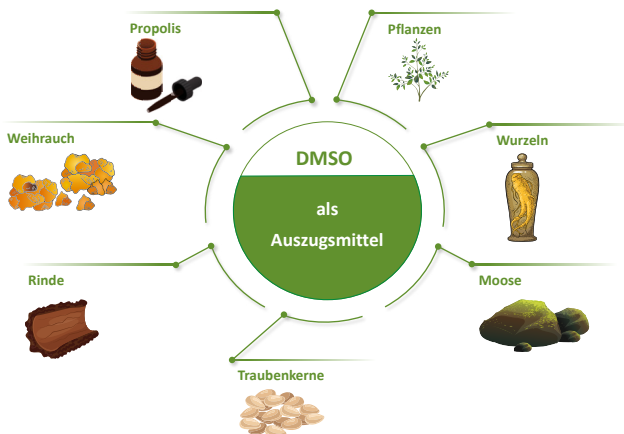 Propolis
Pflanzen
Weihrauch
Wurzeln
DMSO
als
Auszugsmittel
Rinde
Moose
Traubenkerne